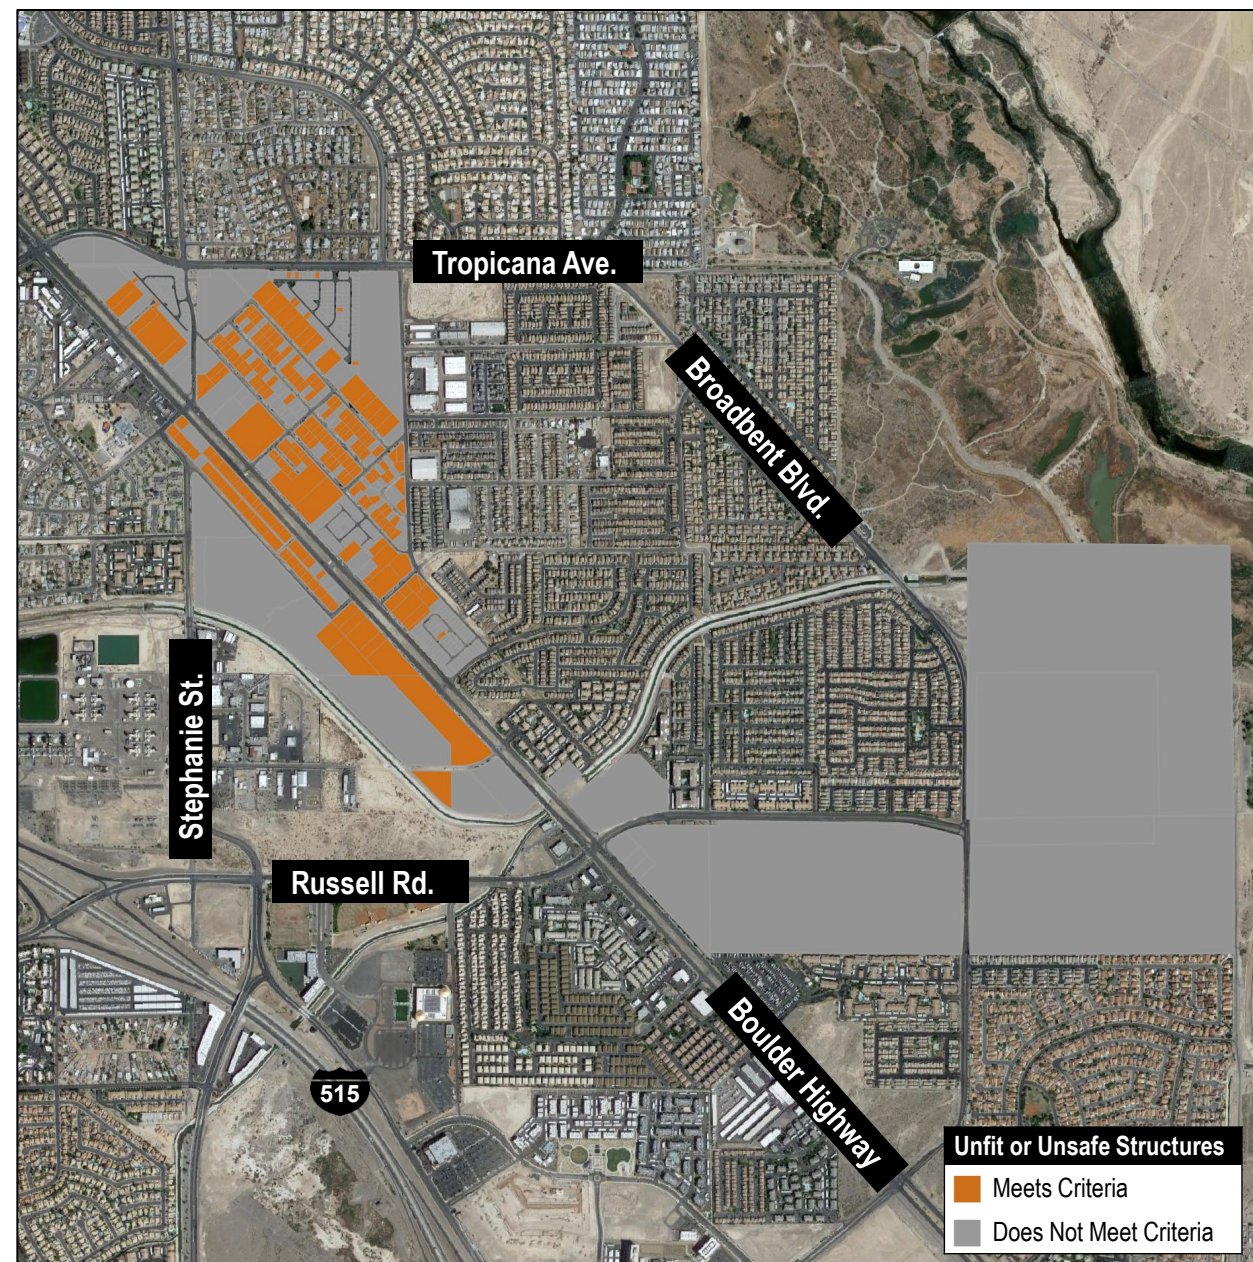 Tropicana Ave.
Broadbent Blvd.
Stephanie St.
Russell Rd.
515
Boulder Highway
Unfit or Unsafe Structures
Meets Criteria
Does Not Meet Criteria